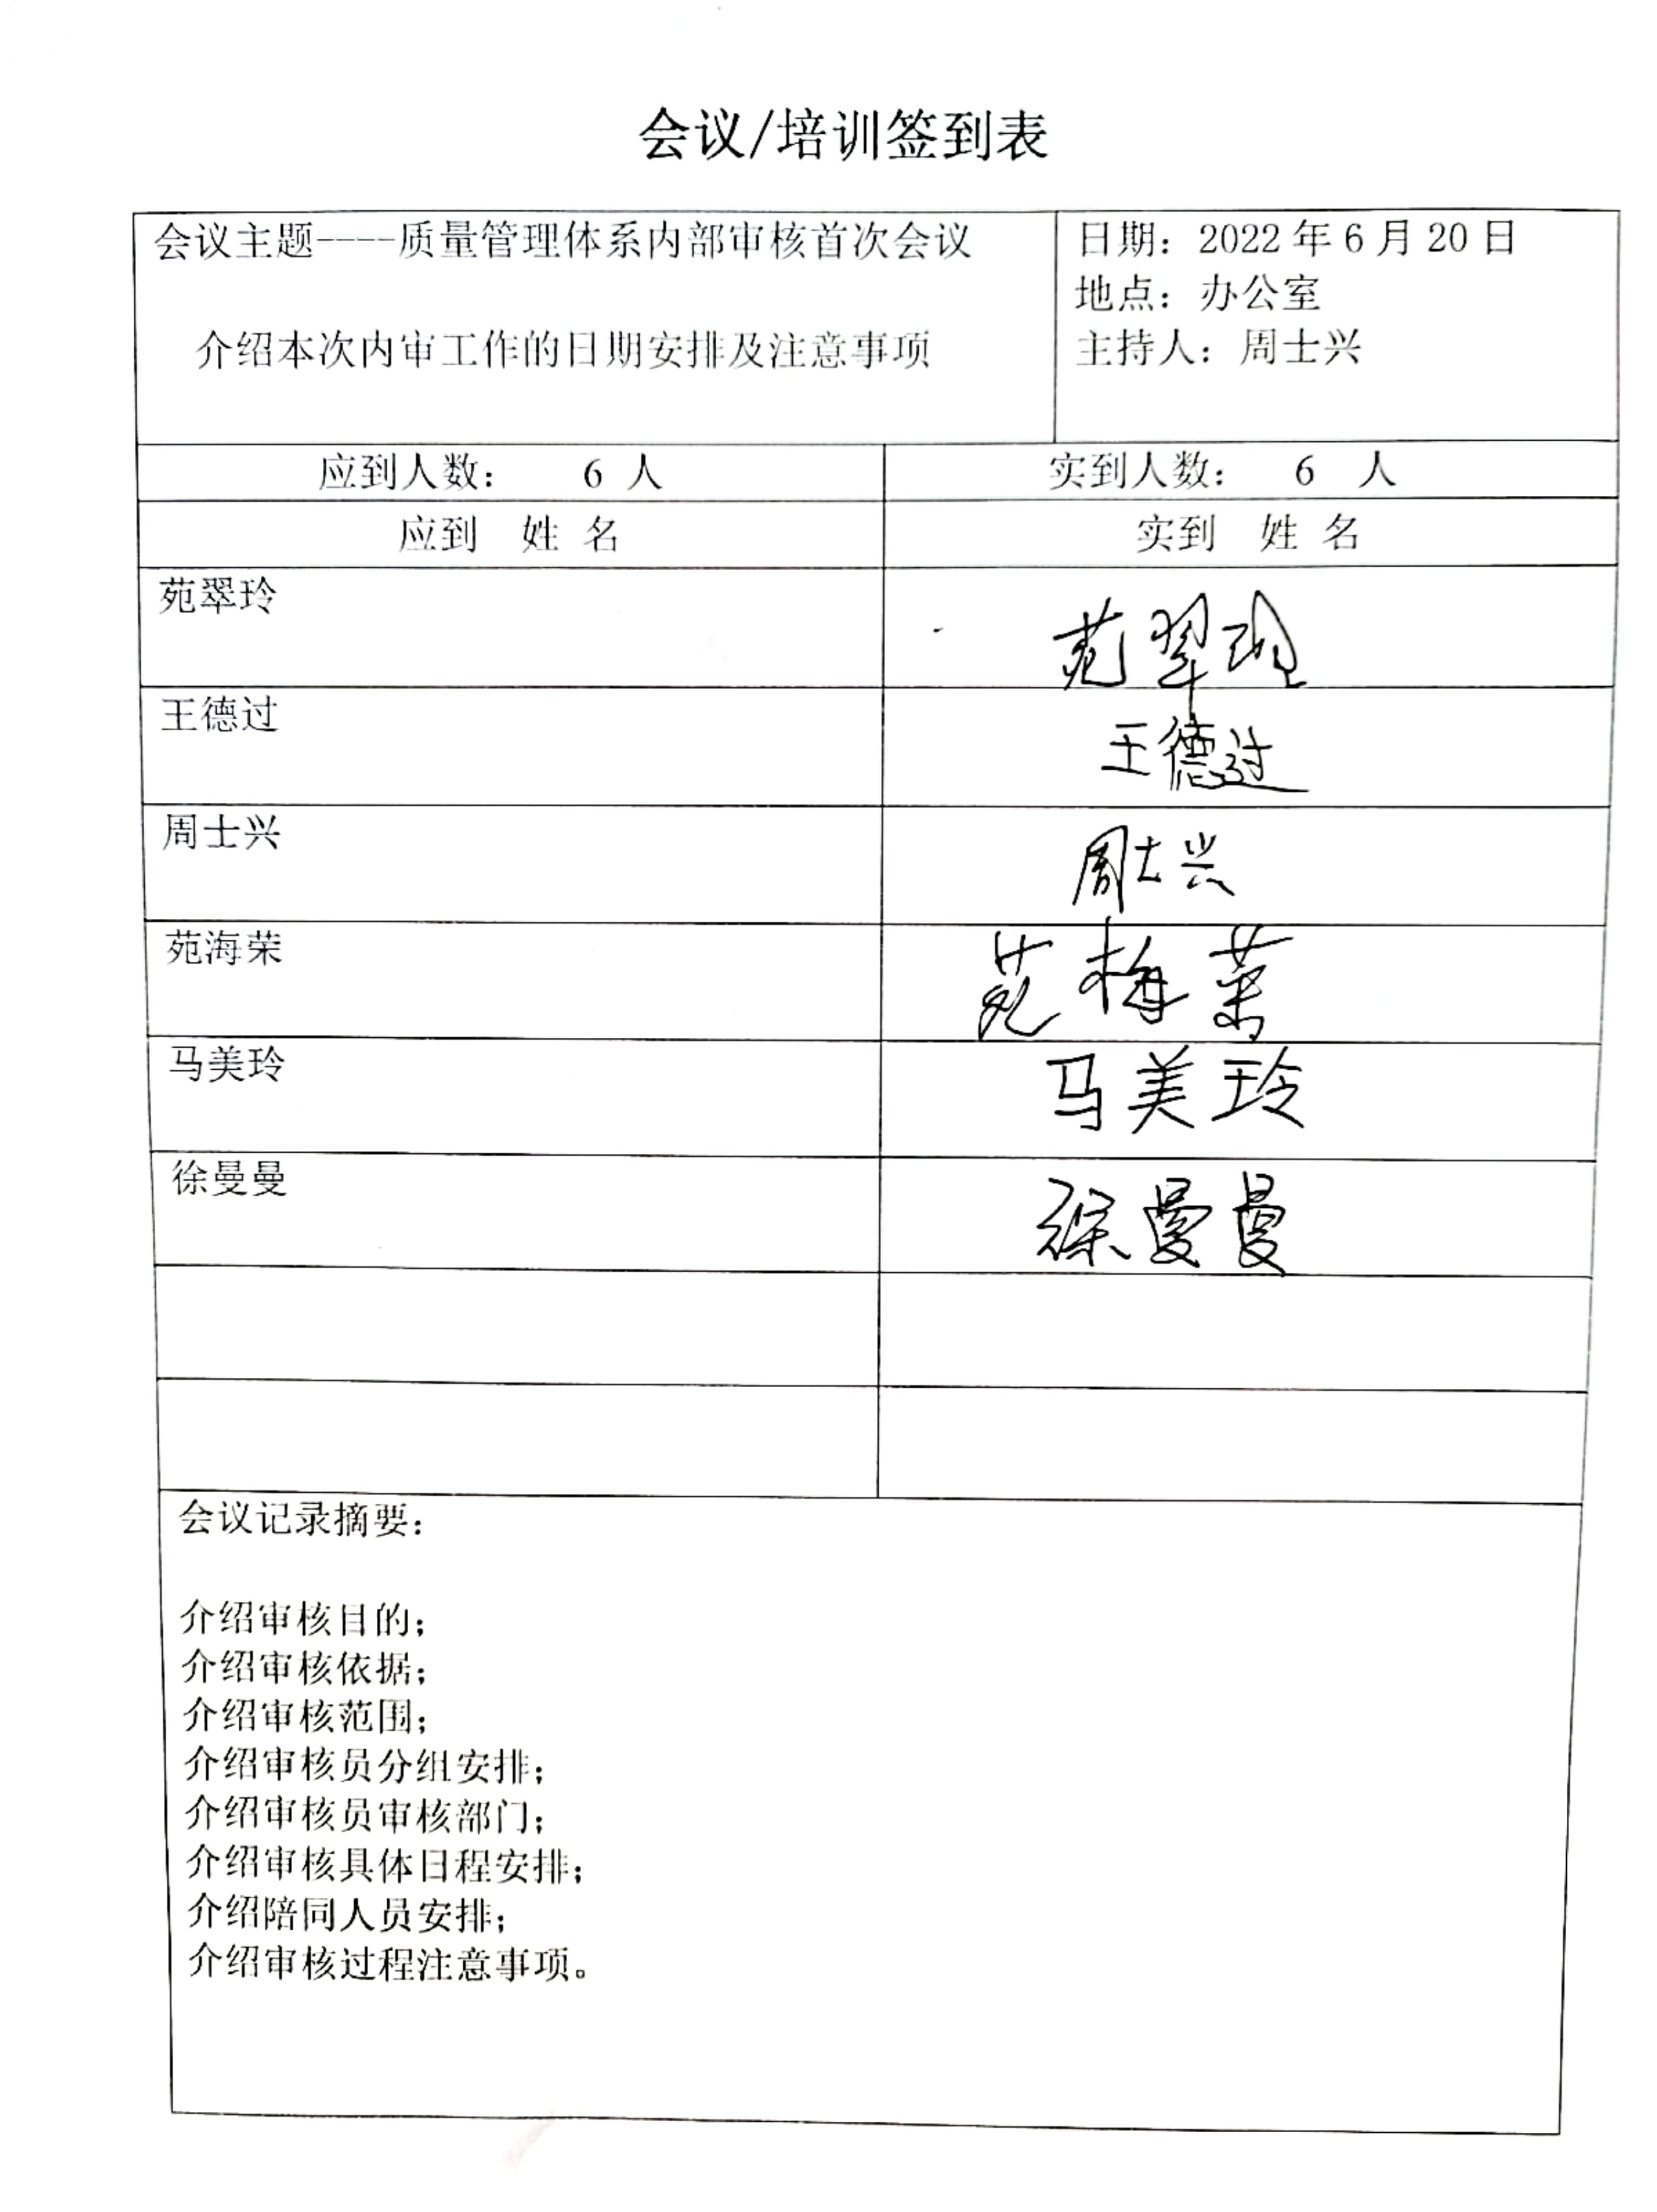 会议/培训签到表
会议主题----质量管理体系内部审核首次会议
介绍本次内审工作的日期安排及注意事项
日期：2022年6月20日
地点：办公室
主持人：周士兴
应到人数： 6 人
实到人数： 6 人
应到 姓 名
实到 姓 名
苑翠玲
苑翠玲
王德过
王德过
周士兴
周士兴
苑海荣
苑梅荣
马美玲
马美玲
徐曼曼
徐曼曼
会议记录摘要：
介绍审核目的；
介绍审核依据；
介绍审核范围；
介绍审核员分组安排；
介绍审核员审核部门；
介绍审核具体日程安排；
介绍陪同人员安排；
介绍审核过程注意事项。